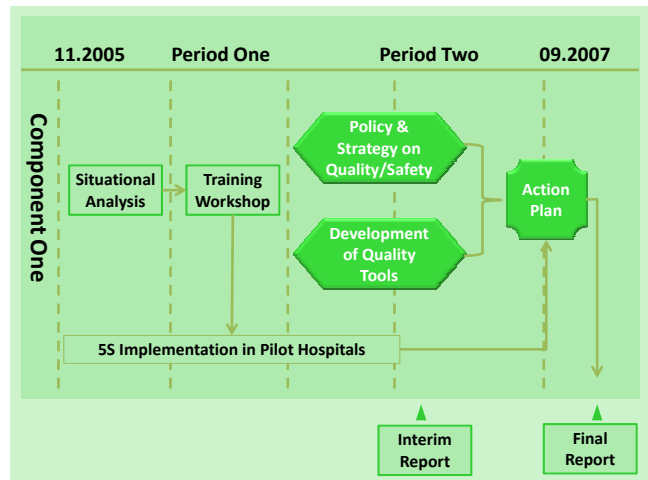 11.2005 Period One Period Two 09.2007
Component One
Situational
Analysis
Training
Workshop
Policy &
Strategy on
Quality/Safety
Development
of Quality
Tools
Action
Plan
5S Implementation in Pilot Hospitals
Interim
Report
Final
Report